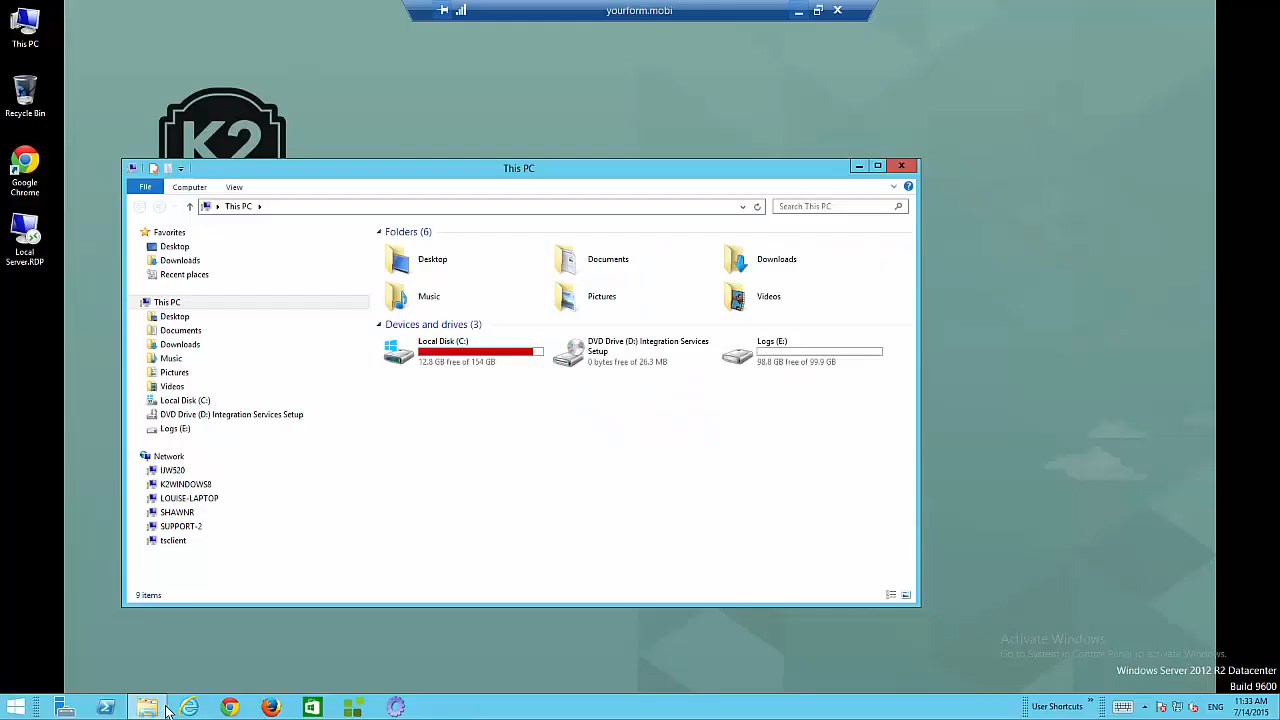 yourform.mobi
This PC
Recycle Bin
Google
Chrome
Local
Server.RDP
K2
This PC
File
Computer
View
This PC
Search This PC
Favorites
Desktop
Downloads
Recent places
This PC
Desktop
Documents
Downloads
Music
Pictures
Videos
Local Disk (C:)
DVD Drive (D:) Integration Services Setup
Logs (E:)
Network
IJW520
K2WINDOWS8
LOUISE-LAPTOP
SHAWNR
SUPPORT-2
tsclient
Folders (6)
Desktop
Documents
Downloads
Music
Pictures
Videos
Devices and drives (3)
Local Disk (C:)
12.8 GB free of 154 GB
DVD Drive (D:) Integration Services
Setup
0 bytes free of 26.3 MB
Logs (E:)
98.8 GB free of 99.9 GB
9 items
Activate Windows
Go to System in Control Panel to activate Windows.
Windows Server 2012 R2 Datacenter
Build 9600
User Shortcuts
ENG
11:33 AM
7/14/2015